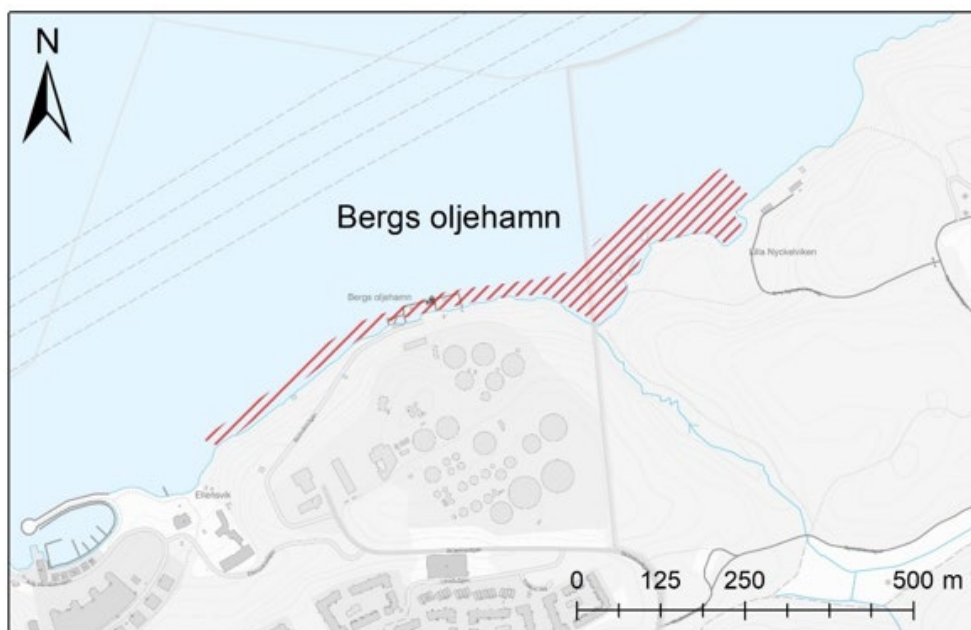 N
Bergs oljehamn
Bergs oljehamn
Lilla Nyckelviken
Ellensvik
0 125 250 500 m